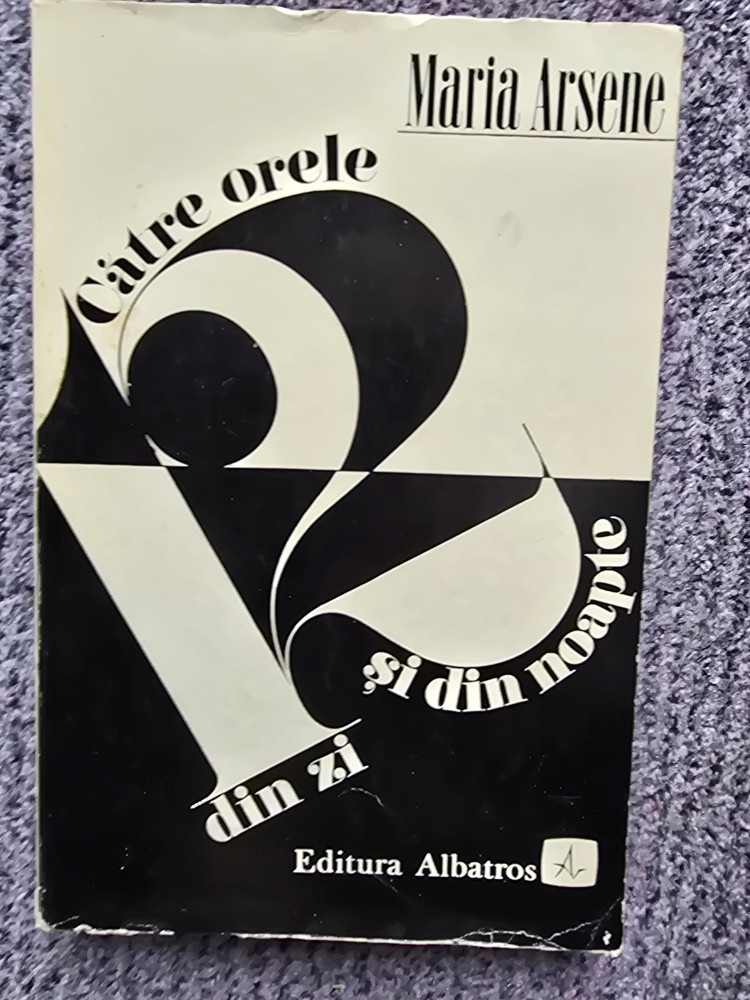 Maria Arsene
Către orele
12
din zi
și din noapte
Editura Albatros